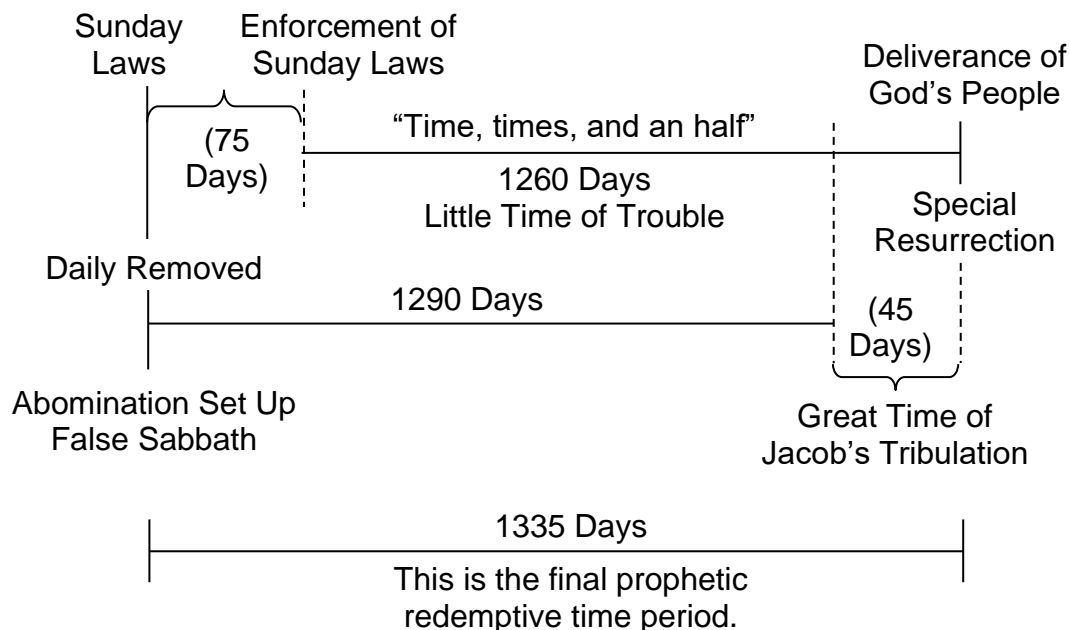 Sunday
Laws
Enforcement of
Sunday Laws
Deliverance of
God’s People
(75
Days)
“Time, times, and an half”
1260 Days
Little Time of Trouble
Special
Resurrection
Daily Removed
1290 Days
(45
Days)
Abomination Set Up
False Sabbath
Great Time of
Jacob’s Tribulation
1335 Days
This is the final prophetic
redemptive time period.